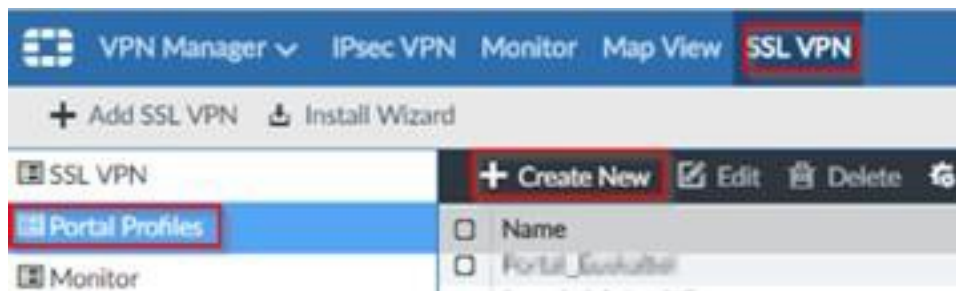 VPN Manager IPsec VPN Monitor Map View SSL VPN
Add SSL VPN Install Wizard
SSL VPN
Create New Edit Delete
Portal Profiles
Name
Monitor